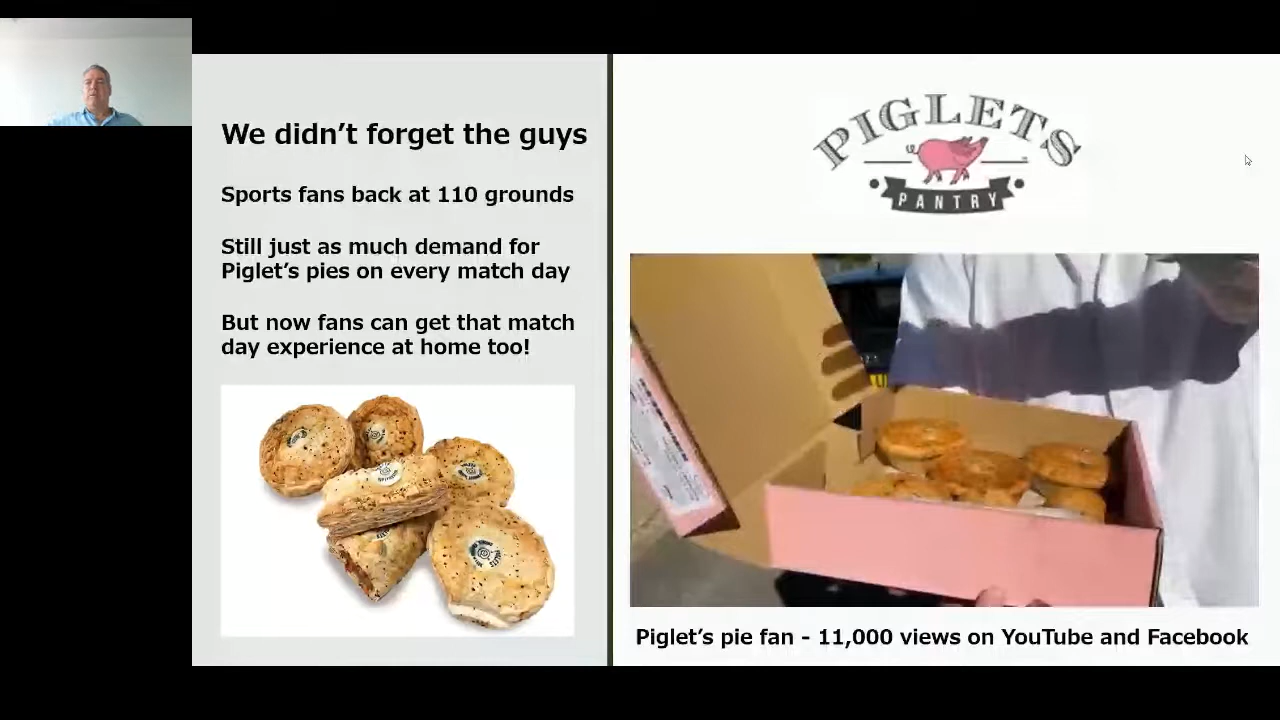 We didn’t forget the guys
Sports fans back at 110 grounds
Still just as much demand for
Piglet’s pies on every match day
But now fans can get that match
day experience at home too!
PIGLETS
PANTRY
Piglet’s pie fan - 11,000 views on YouTube and Facebook